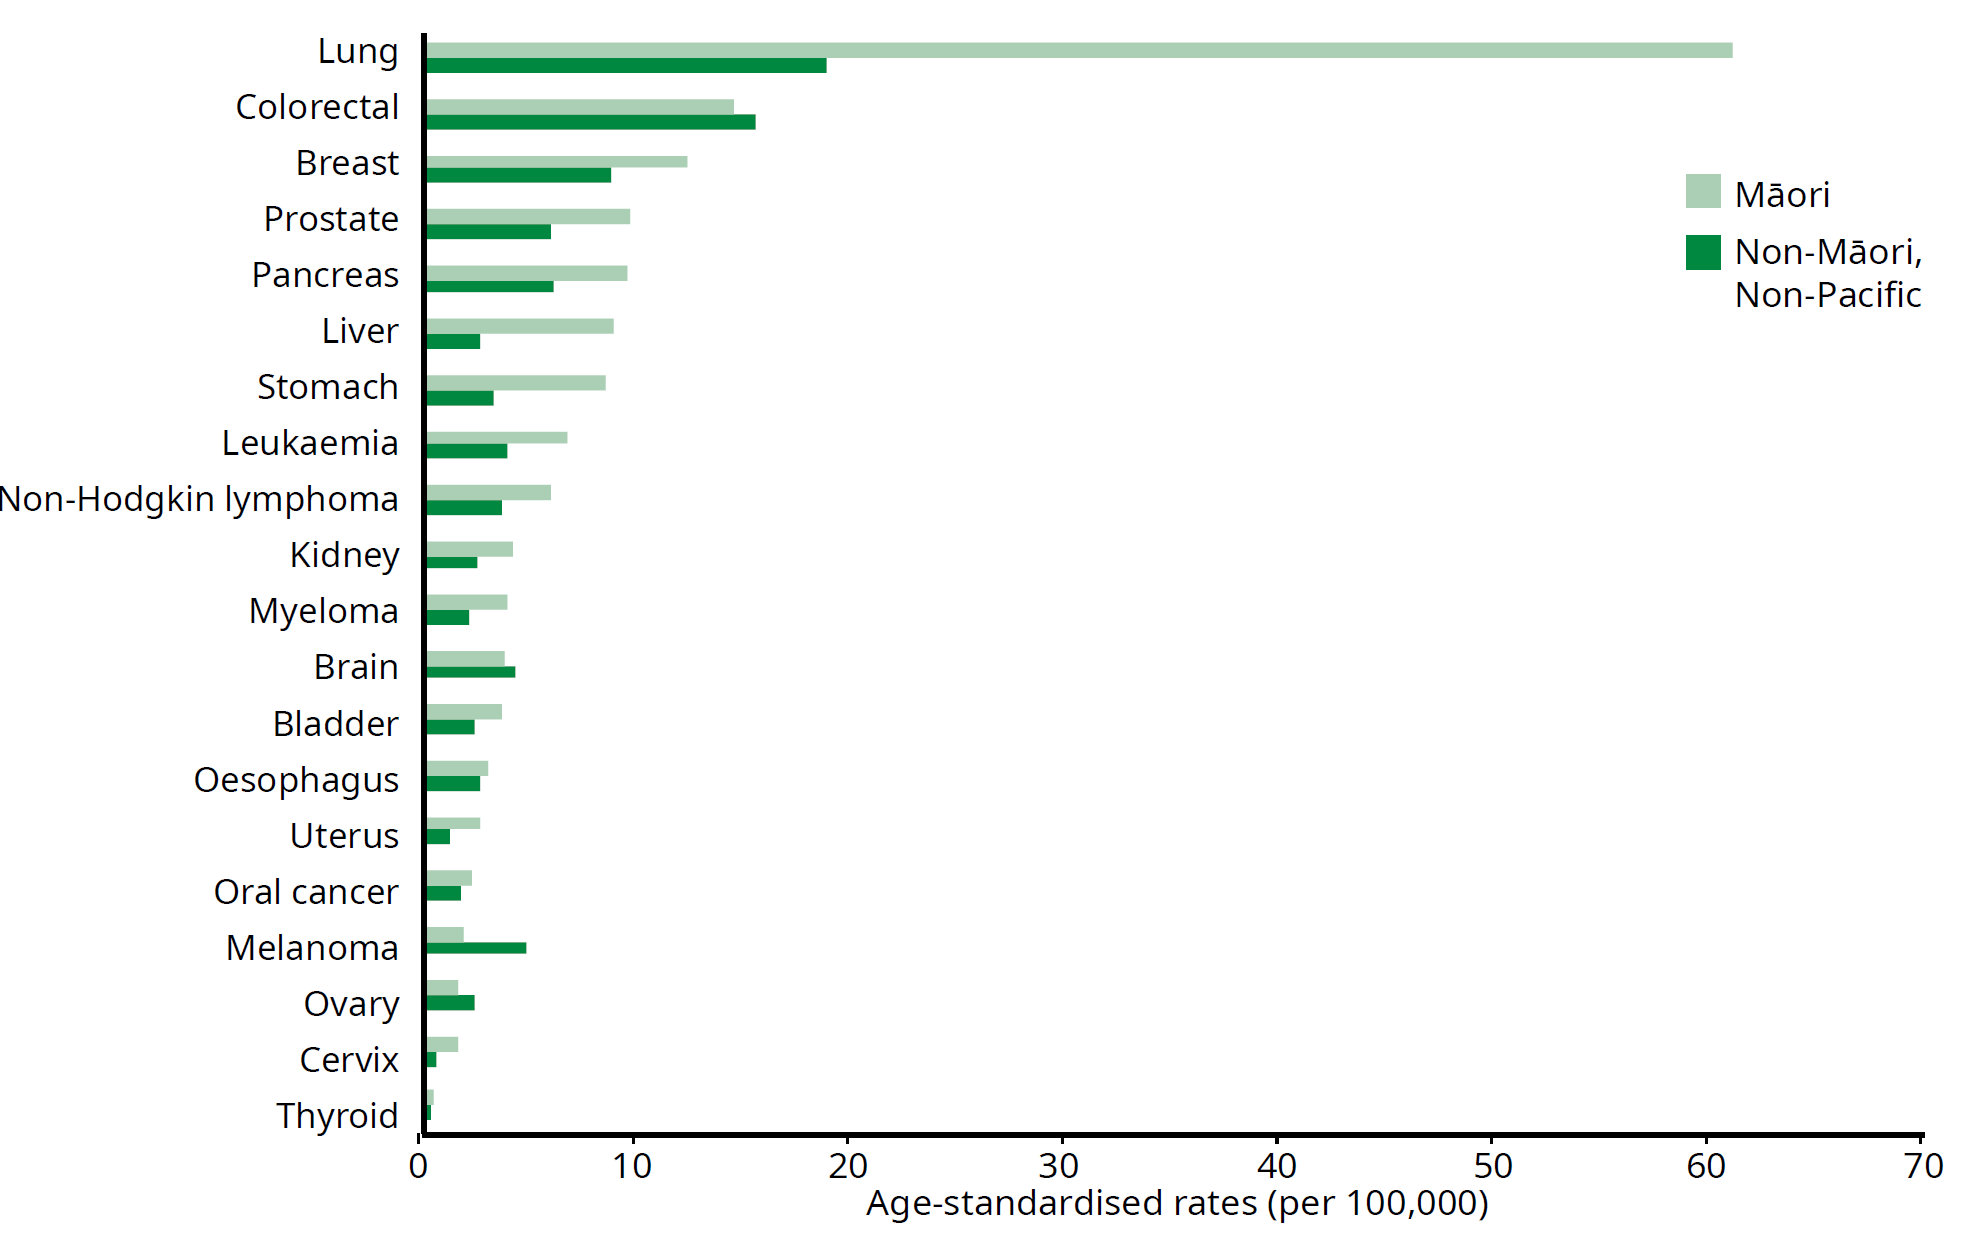 Lung
Colorectal
Breast
Prostate
Pancreas
Liver
Stomach
Leukaemia
Non-Hodgkin lymphoma
Kidney
Myeloma
Brain
Bladder
Oesophagus
Uterus
Oral cancer
Melanoma
Ovary
Cervix
Thyroid
Māori
Non-Māori,
Non-Pacific
0 10 20 30 40 50 60 70
Age-standardised rates (per 100,000)